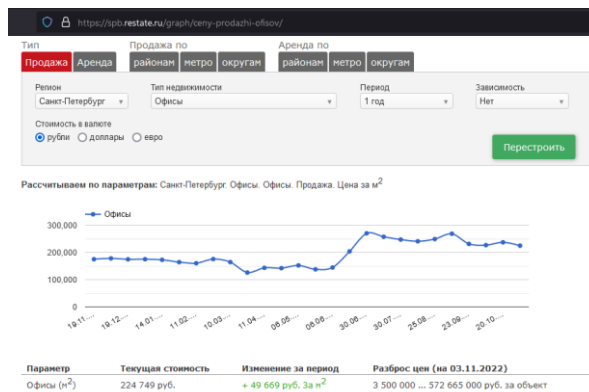 https://spb.restate.ru/graph/ceny-prodazhi-ofisov/
Тип Продажа по Аренда по
Продажа Аренда районам метро округам районам метро округам
Регион Тип недвижимости Период Зависимость
Санкт-Петербург Офисы 1 год Нет
Стоимость в валюте
рубли доллары евро
Перестроить
Рассчитываем по параметрам: Санкт-Петербург. Офисы. Офисы. Продажа. Цена за м²
Офисы
300,000
200,000
100,000
0
19.11.… 19.12.… 14.01.… 11.02.… 10.03.… 11.04.… 06.05.… 06.06.… 30.06.… 30.07.… 25.08.… 23.09.… 20.10.…
Параметр Текущая стоимость Изменение за период Разброс цен (на 03.11.2022)
Офисы (м²) 224 749 руб. + 49 669 руб. За м² 3 500 000 ... 572 665 000 руб. за объект